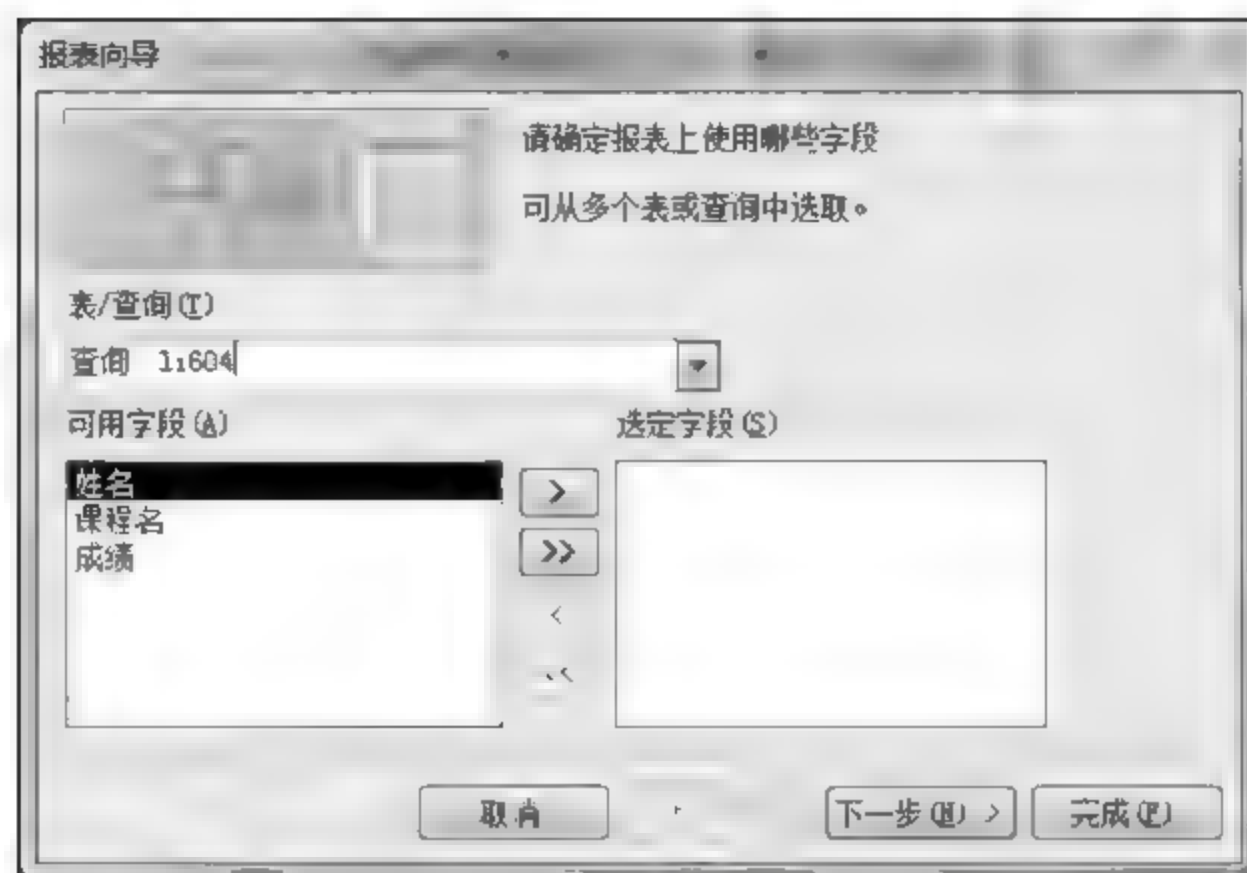 报表向导
请确定报表上使用哪些字段
可从多个表或查询中选取。
表/查询(T)
查询 1:604
可用字段(A)
选定字段(S)
姓名
课程名
成绩
>
>>
<
<<
取消
下一步(N) >
完成(F)